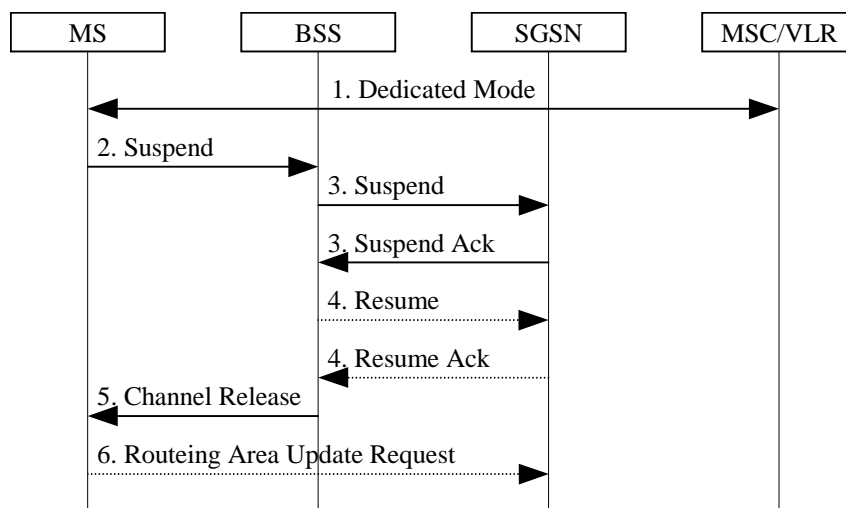 MS BSS SGSN MSC/VLR
1. Dedicated Mode
2. Suspend
3. Suspend
3. Suspend Ack
4. Resume
4. Resume Ack
5. Channel Release
6. Routeing Area Update Request